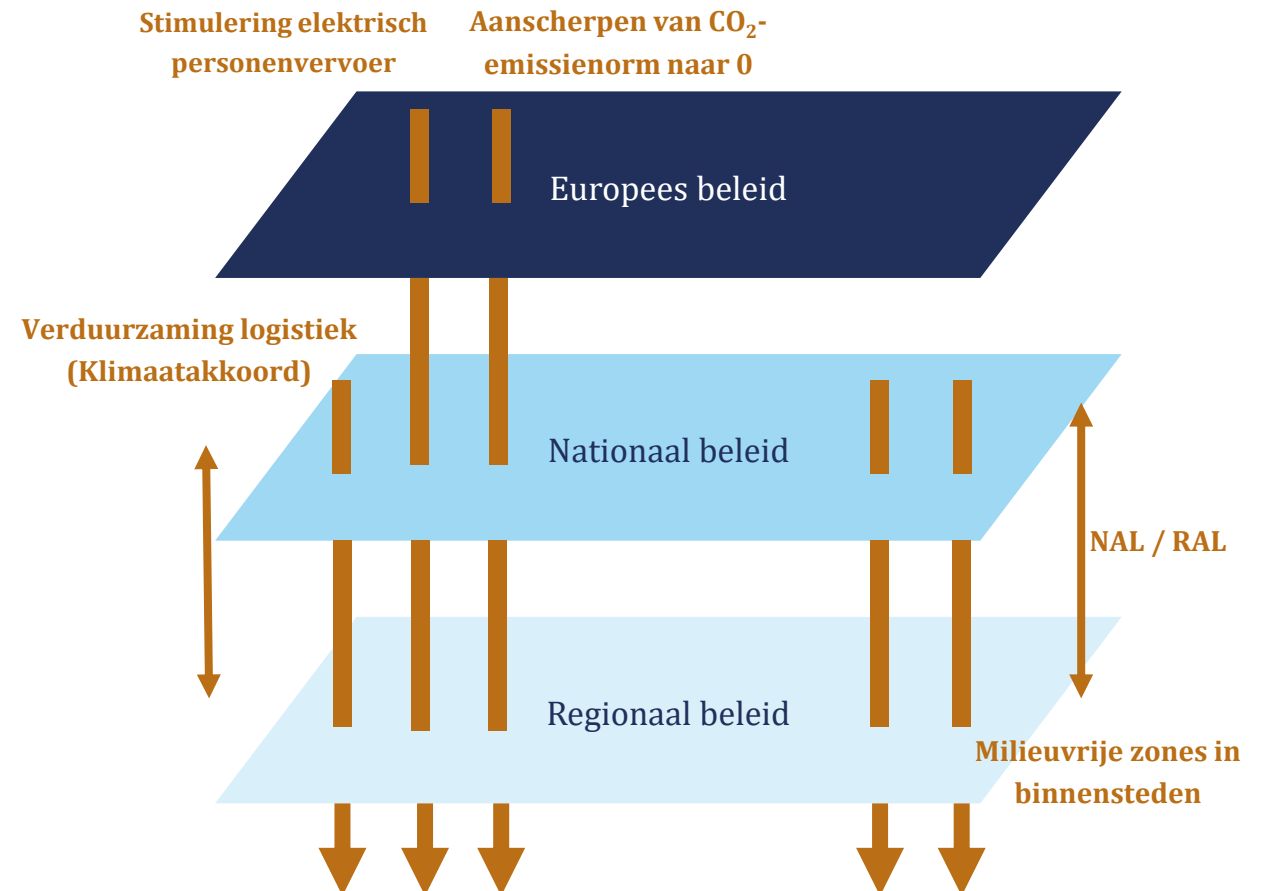 Stimulering elektrisch
personenvervoer
Aanscherpen van CO₂-
emissienorm naar 0
Europees beleid
Verduurzaming logistiek
(Klimaatakkoord)
Nationaal beleid
NAL / RAL
Regionaal beleid
Milieuvrije zones in
binnensteden